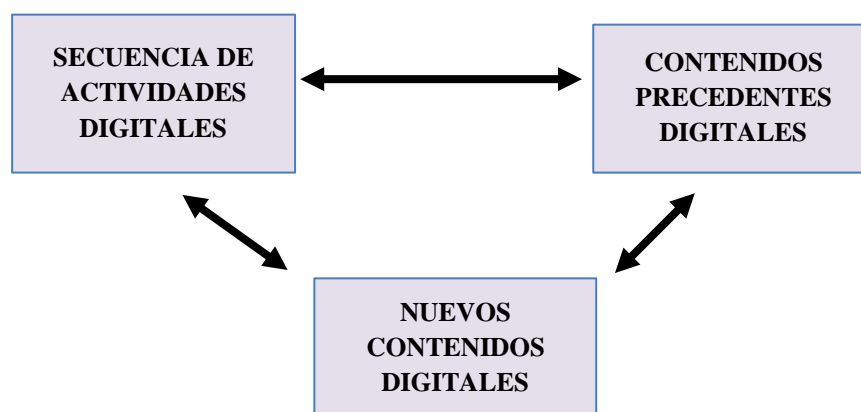 SECUENCIA DE
ACTIVIDADES
DIGITALES
CONTENIDOS
PRECEDENTES
DIGITALES
NUEVOS
CONTENIDOS
DIGITALES